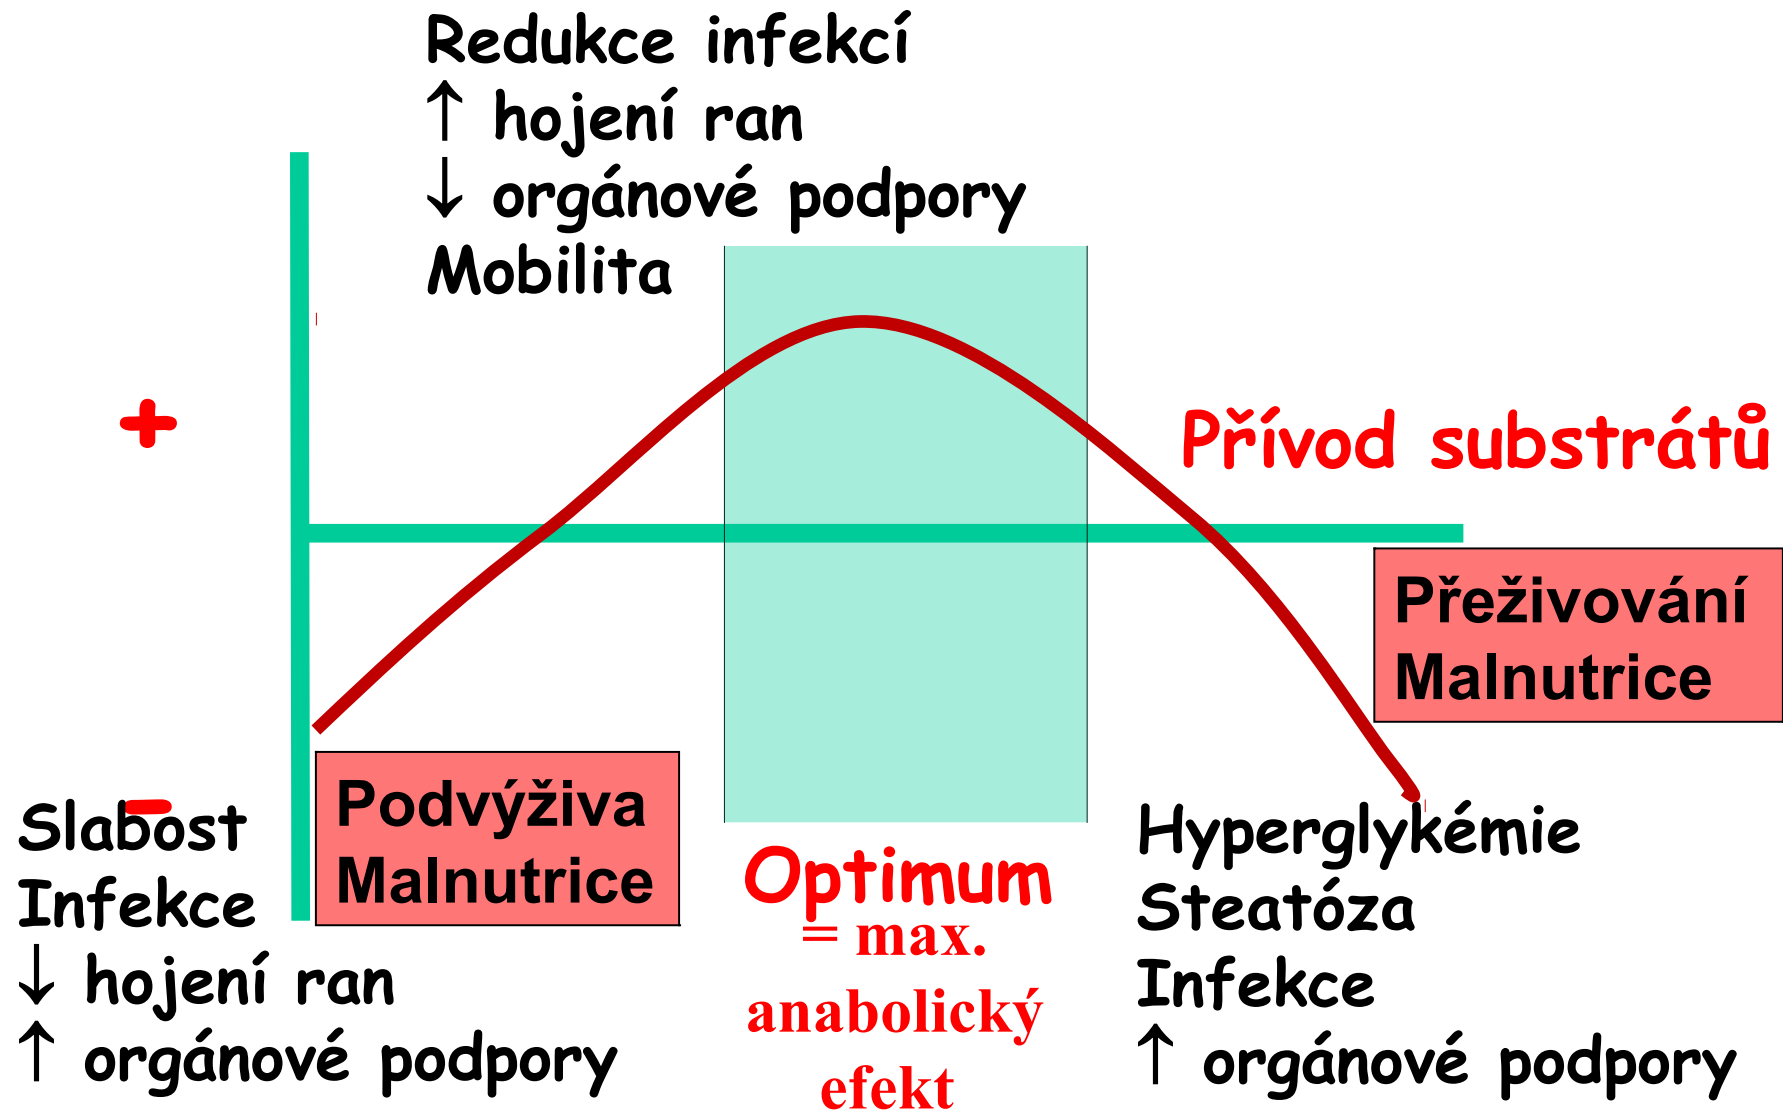 Redukce infekcí
↑ hojení ran
↓ orgánové podpory
Mobilita
+
Přívod substrátů
Přeživování
Malnutrice
-
Podvýživa
Malnutrice
Slabost
Infekce
↓ hojení ran
↑ orgánové podpory
Optimum
= max.
anabolický
efekt
Hyperglykémie
Steatóza
Infekce
↑ orgánové podpory